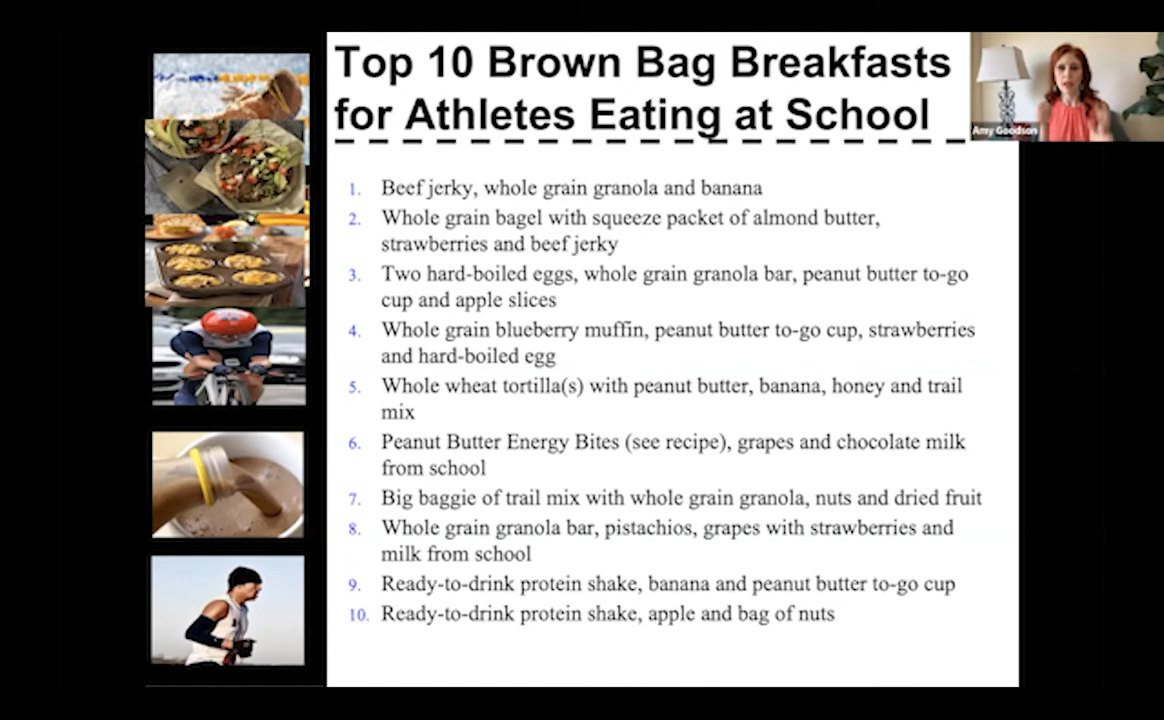 Top 10 Brown Bag Breakfasts
for Athletes Eating at School
Amy Goodson
1. Beef jerky, whole grain granola and banana
2. Whole grain bagel with squeeze packet of almond butter,
strawberries and beef jerky
3. Two hard-boiled eggs, whole grain granola bar, peanut butter to-go
cup and apple slices
4. Whole grain blueberry muffin, peanut butter to-go cup, strawberries
and hard-boiled egg
5. Whole wheat tortilla(s) with peanut butter, banana, honey and trail
mix
6. Peanut Butter Energy Bites (see recipe), grapes and chocolate milk
from school
7. Big baggie of trail mix with whole grain granola, nuts and dried fruit
8. Whole grain granola bar, pistachios, grapes with strawberries and
milk from school
9. Ready-to-drink protein shake, banana and peanut butter to-go cup
10. Ready-to-drink protein shake, apple and bag of nuts